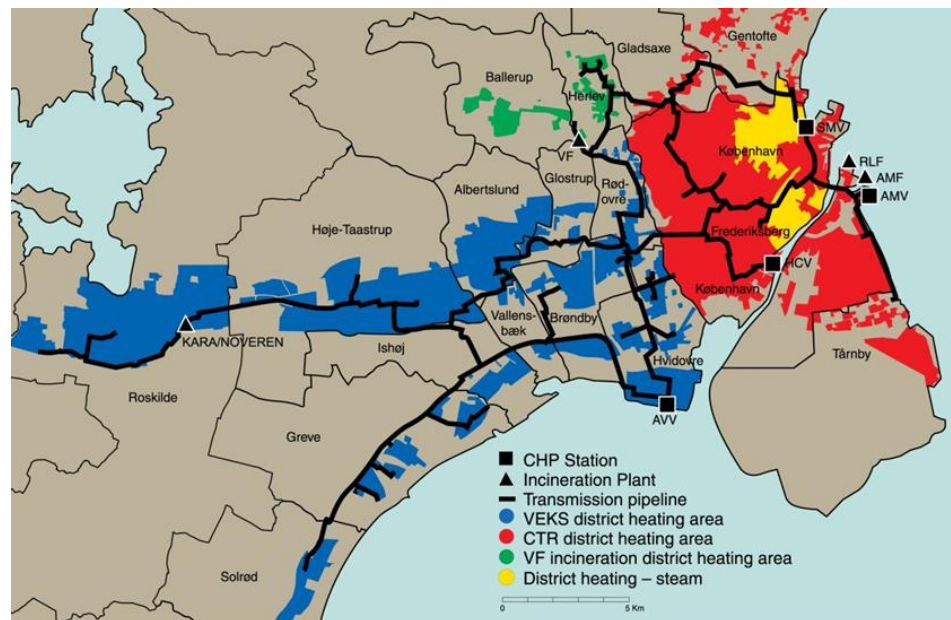 Gentofte
Gladsaxe
Ballerup
Herlev
SMV
København
VF
RLF
AMF
Glostrup
Rød-
ovre
Albertslund
AMV
Høje-Taastrup
Frederiksberg
HCV
København
Vallens-
bæk
Brøndby
KARA/NOVEREN
Ishøj
Hvidovre
Tårnby
Roskilde
AVV
Greve
CHP Station
Incineration Plant
Transmission pipeline
VEKS district heating area
CTR district heating area
VF incineration district heating area
District heating – steam
Solrød
0 5 Km